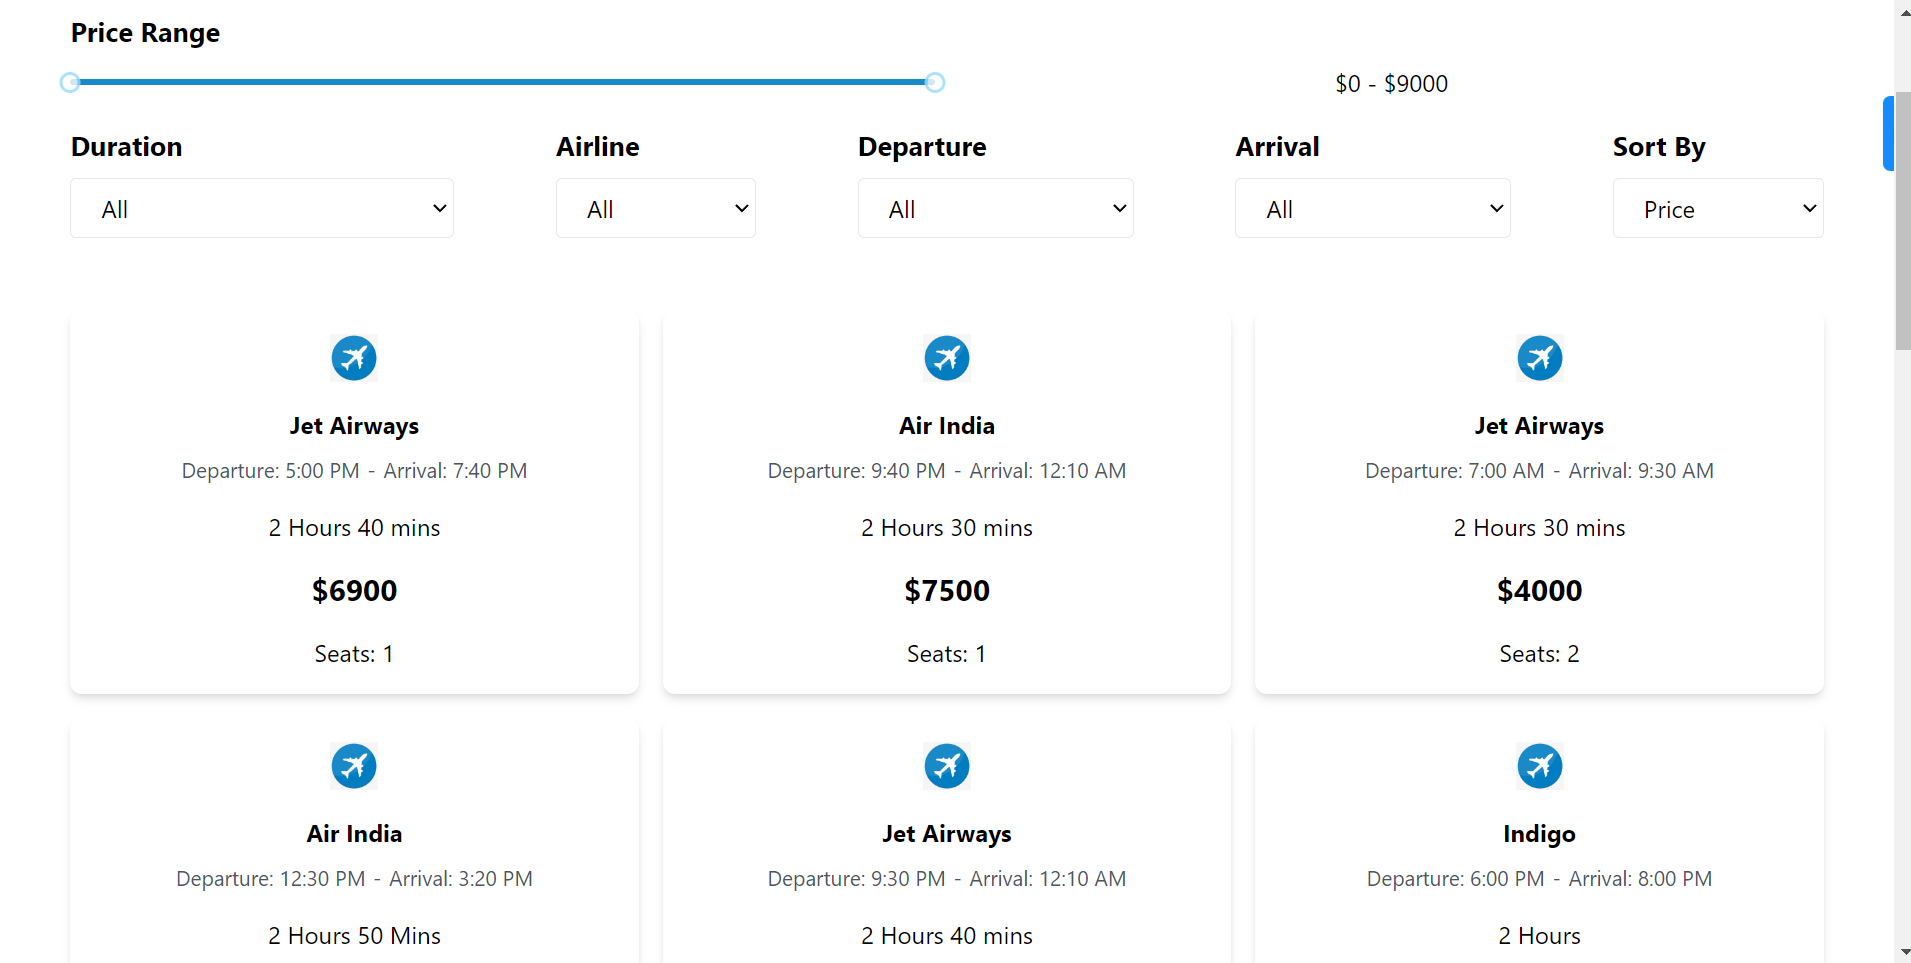 Price Range
$0 - $9000
Duration Airline Departure Arrival Sort By
All All All All Price
Jet Airways
Departure: 5:00 PM - Arrival: 7:40 PM
2 Hours 40 mins
$6900
Seats: 1
Air India
Departure: 9:40 PM - Arrival: 12:10 AM
2 Hours 30 mins
$7500
Seats: 1
Jet Airways
Departure: 7:00 AM - Arrival: 9:30 AM
2 Hours 30 mins
$4000
Seats: 2
Air India
Departure: 12:30 PM - Arrival: 3:20 PM
2 Hours 50 Mins
Jet Airways
Departure: 9:30 PM - Arrival: 12:10 AM
2 Hours 40 mins
Indigo
Departure: 6:00 PM - Arrival: 8:00 PM
2 Hours